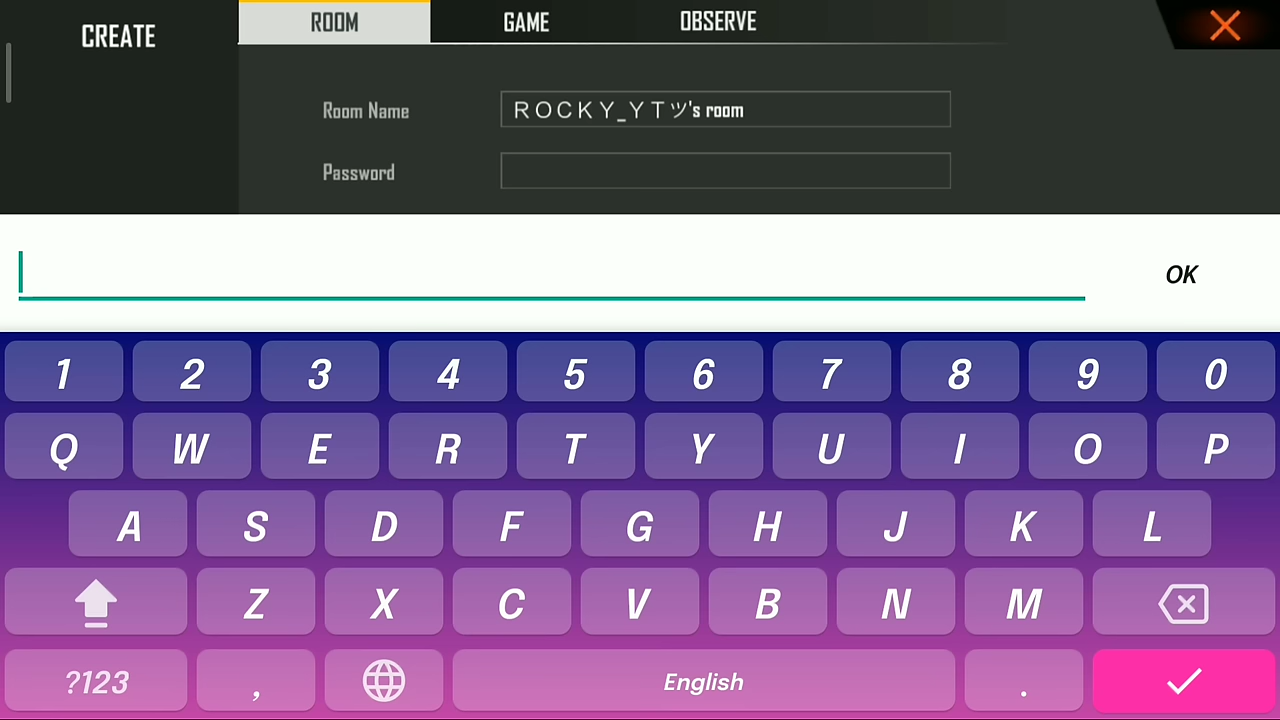 CREATE
ROOM GAME OBSERVE
Room Name ＲＯＣＫＹ_ＹＴツ's room
Password
OK
1 2 3 4 5 6 7 8 9 0
Q W E R T Y U I O P
A S D F G H J K L
Z X C V B N M
?123 , English .